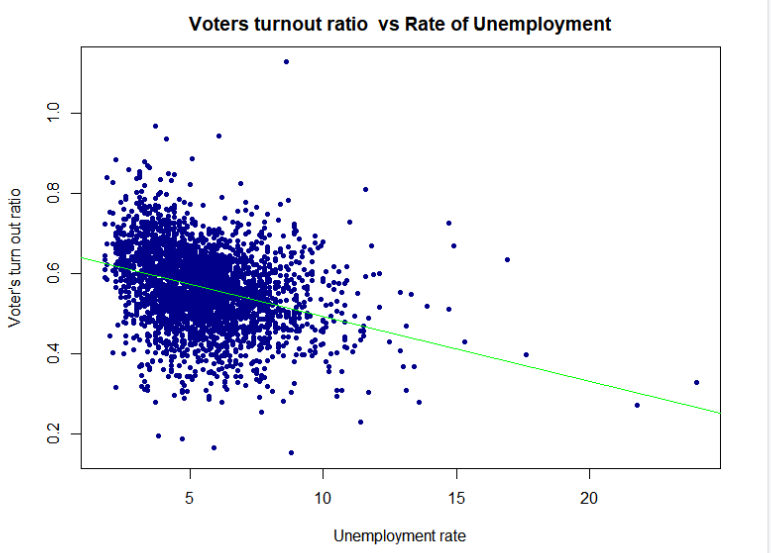 Voters turnout ratio  vs Rate of Unemployment
Voter's turn out ratio
1.0
0.8
0.6
0.4
0.2
5 10 15 20
Unemployment rate